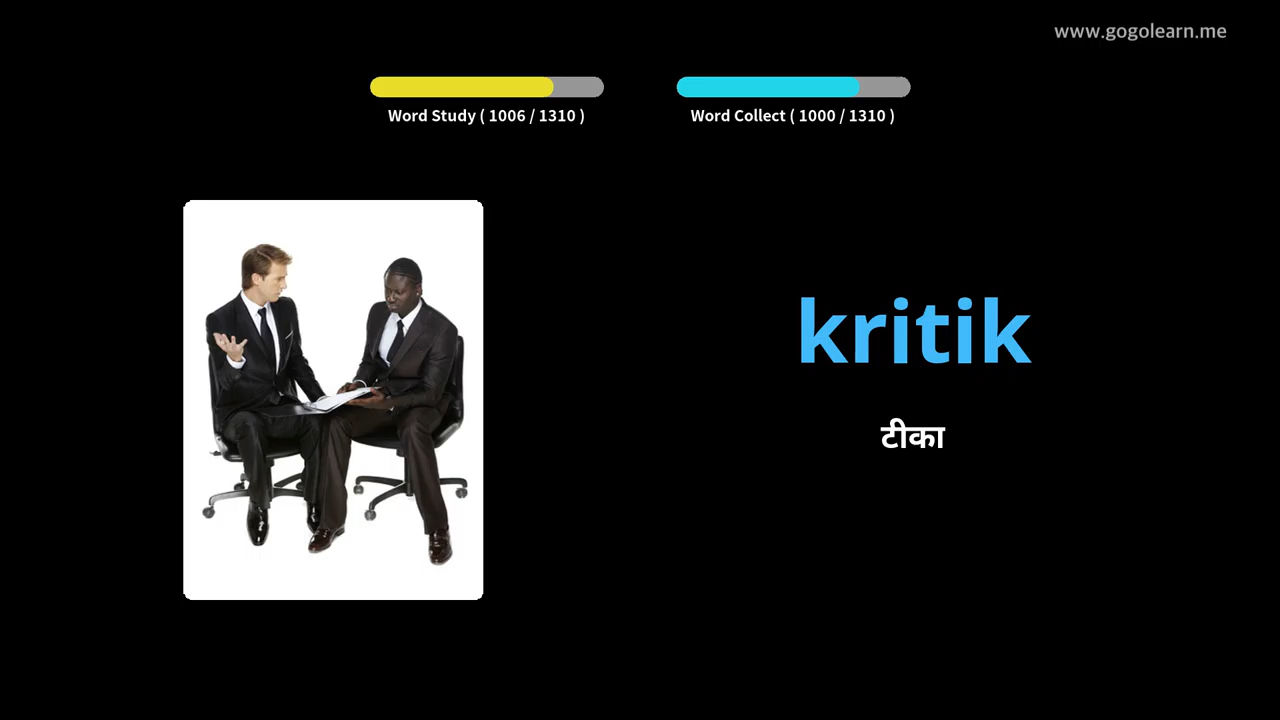 www.gogolearn.me
Word Study ( 1006 / 1310 )
Word Collect ( 1000 / 1310 )
kritik
टीका